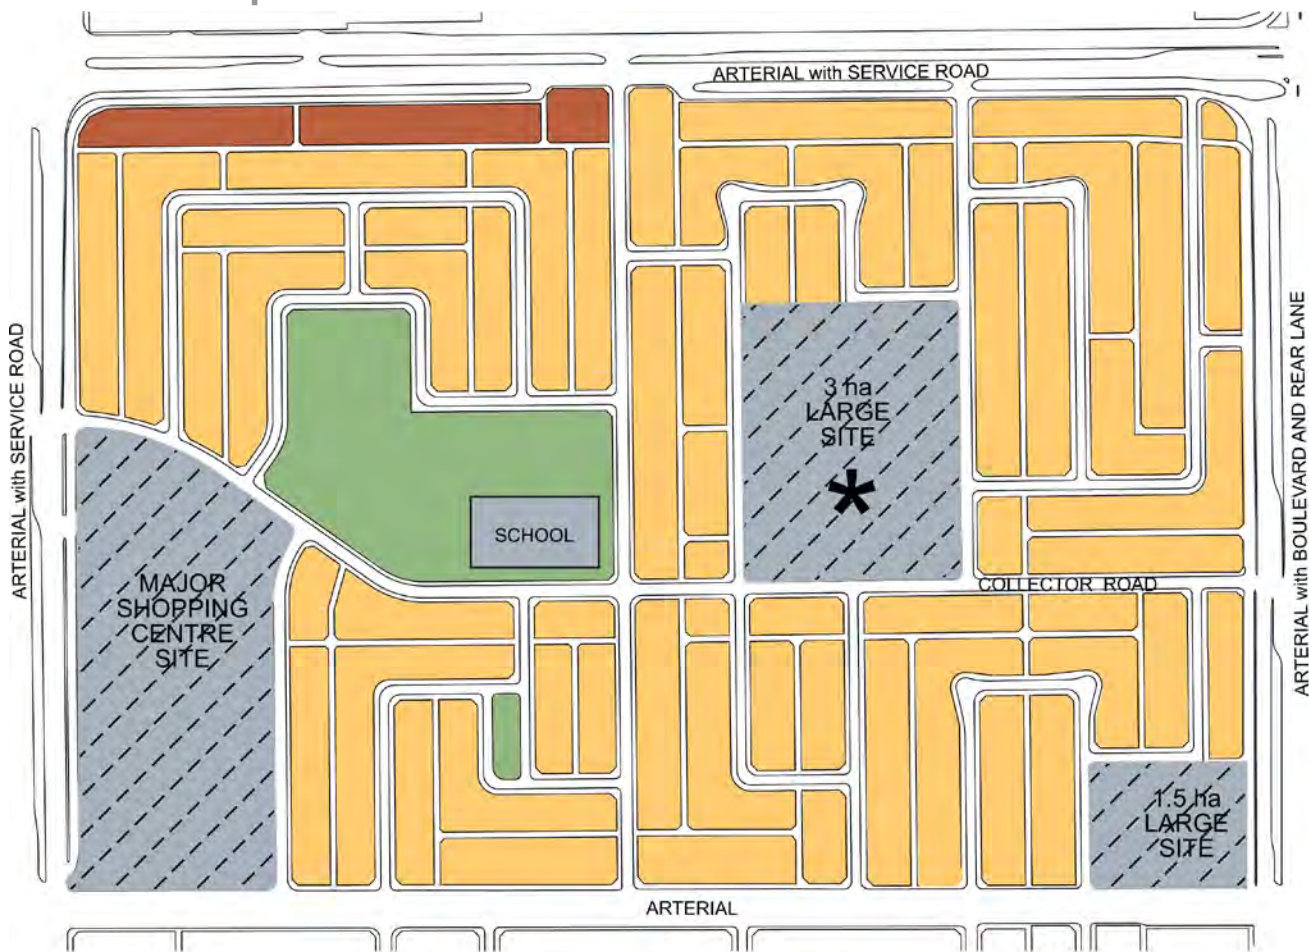 ARTERIAL with SERVICE ROAD
ARTERIAL with SERVICE ROAD
ARTERIAL with BOULEVARD AND REAR LANE
3 ha
LARGE
SITE
*
SCHOOL
MAJOR
SHOPPING
CENTRE
SITE
COLLECTOR ROAD
1.5 ha
LARGE
SITE
ARTERIAL